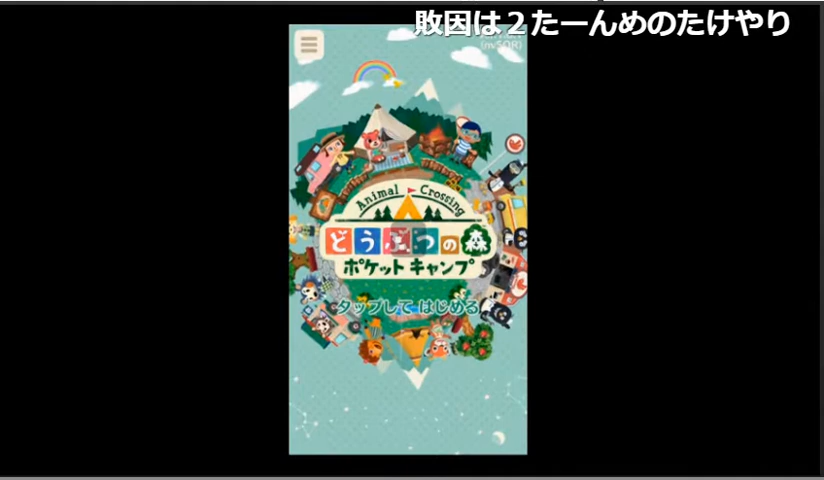 敗因は２たーんめのたけやり
Animal Crossing
どうぶつの森
ポケット キャンプ
タップして はじめる